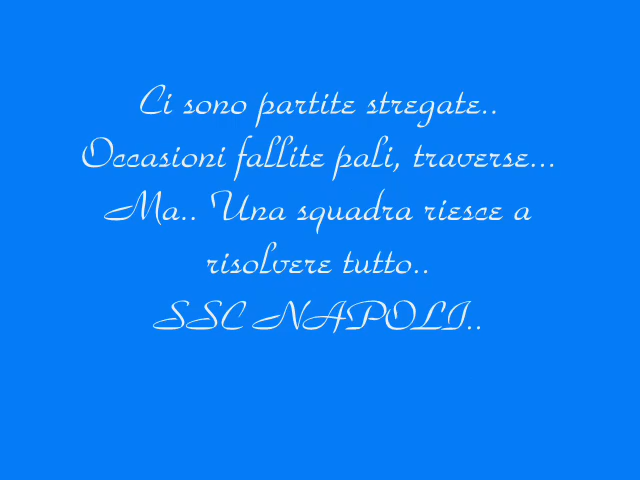 Ci sono partite stregate..
Occasioni fallite pali, traverse...
Ma.. Una squadra riesce a
risolvere tutto..
SSC NAPOLI..